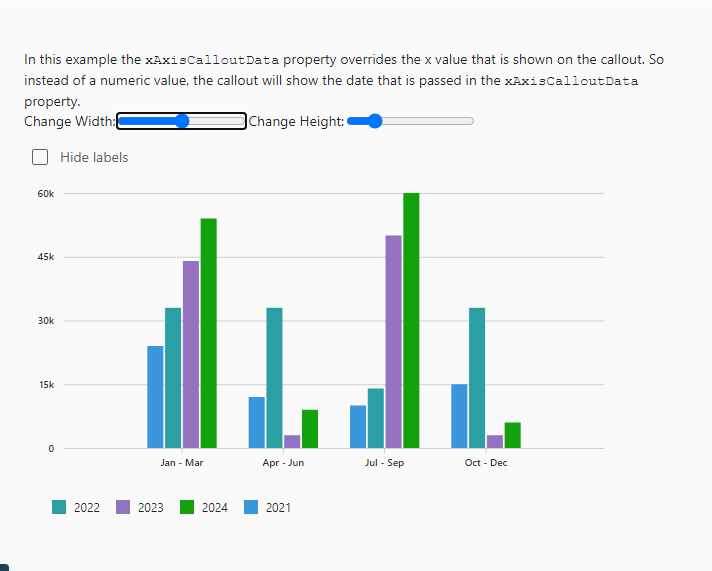 In this example the xAxisCalloutData property overrides the x value that is shown on the callout. So
instead of a numeric value, the callout will show the date that is passed in the xAxisCalloutData
property.
Change Width: Change Height:
Hide labels
60k
45k
30k
15k
0
Jan - Mar Apr - Jun Jul - Sep Oct - Dec
2022 2023 2024 2021